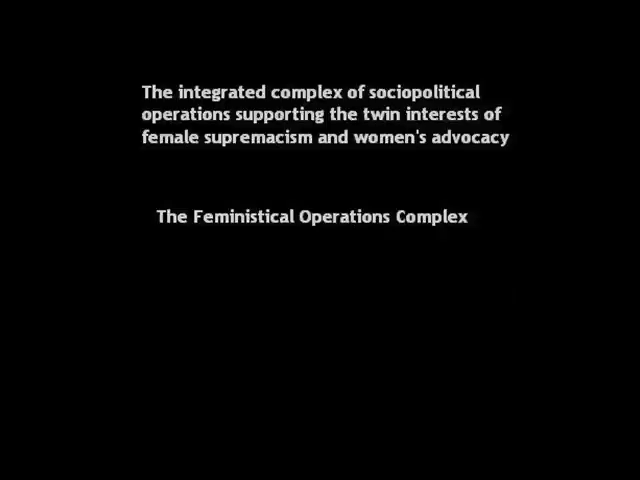 The integrated complex of sociopolitical
operations supporting the twin interests of
female supremacism and women's advocacy
The Feministical Operations Complex